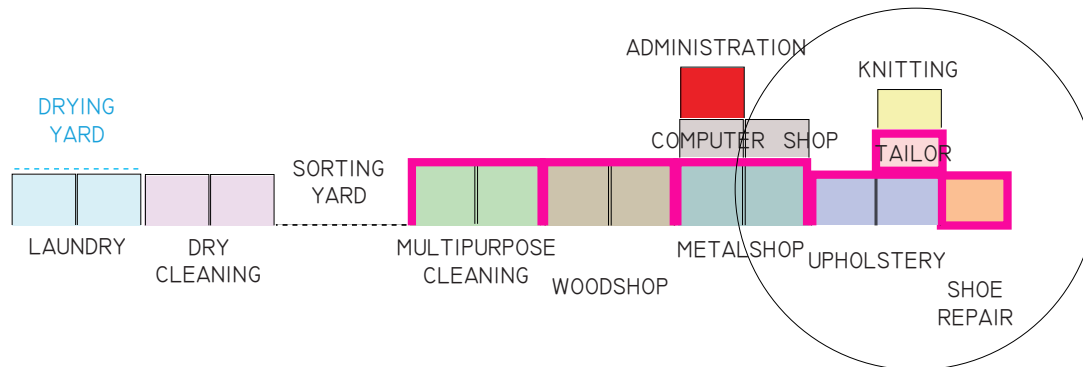 ADMINISTRATION
KNITTING
DRYING
YARD
COMPUTER SHOP
TAILOR
SORTING
YARD
LAUNDRY
DRY
CLEANING
MULTIPURPOSE
CLEANING
WOODSHOP
METALSHOP
UPHOLSTERY
SHOE
REPAIR